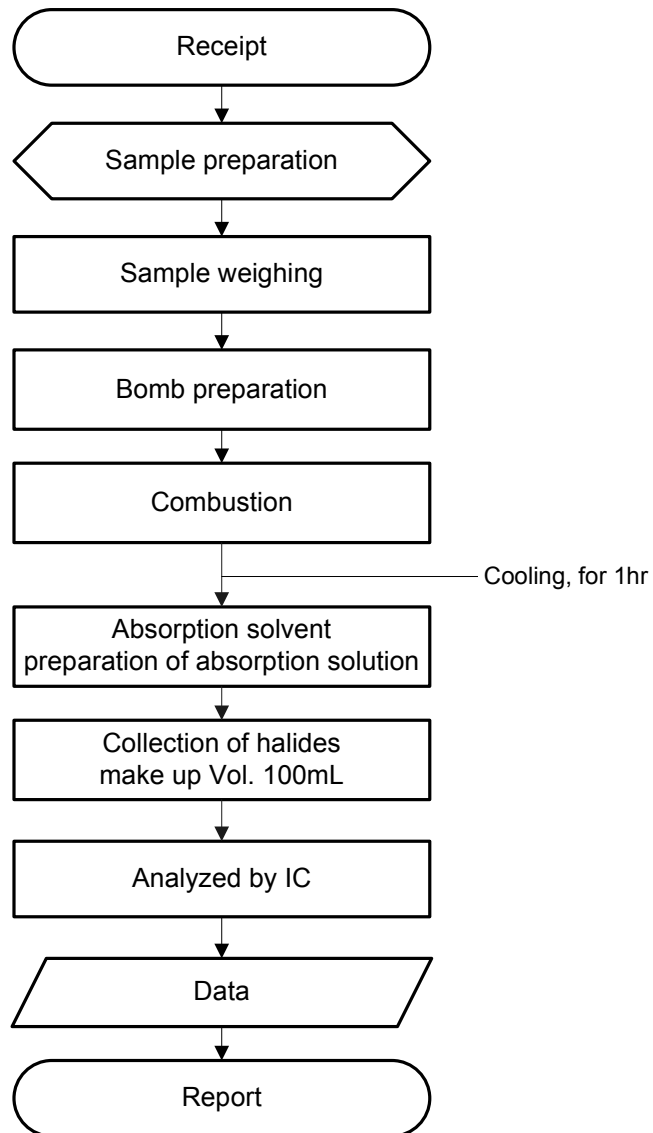 Receipt
Sample preparation
Sample weighing
Bomb preparation
Combustion
Cooling, for 1hr
Absorption solvent
preparation of absorption solution
Collection of halides
make up Vol. 100mL
Analyzed by IC
Data
Report